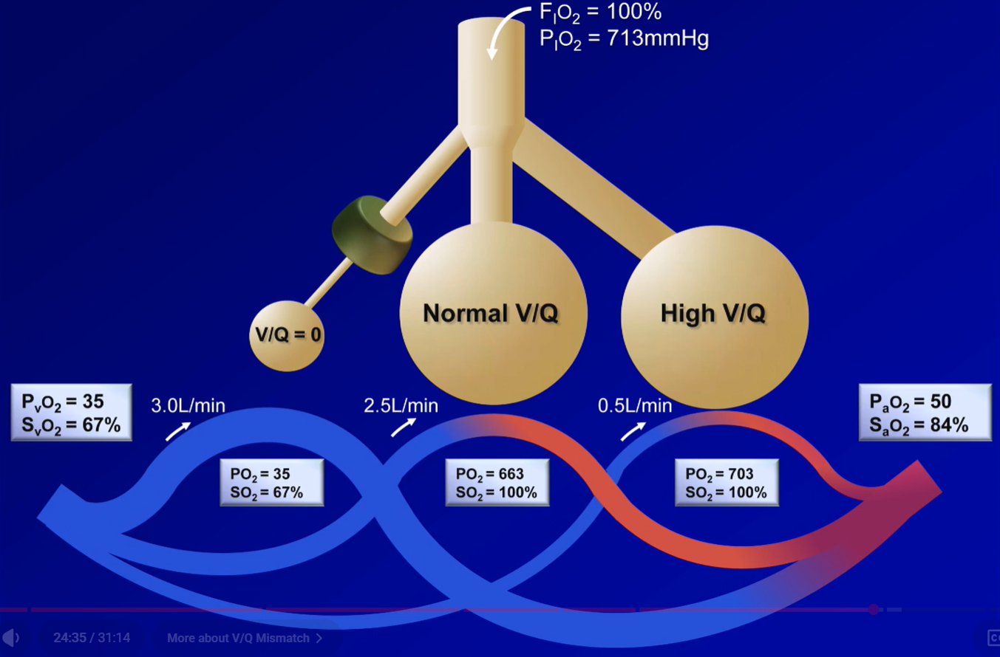 FIO2 = 100%
PIO2 = 713mmHg
Normal V/Q
High V/Q
V/Q = 0
PvO2 = 35
SvO2 = 67%
3.0L/min
2.5L/min
0.5L/min
PaO2 = 50
SaO2 = 84%
PO2 = 35
SO2 = 67%
PO2 = 663
SO2 = 100%
PO2 = 703
SO2 = 100%
24:35 / 31:14
More about V/Q Mismatch